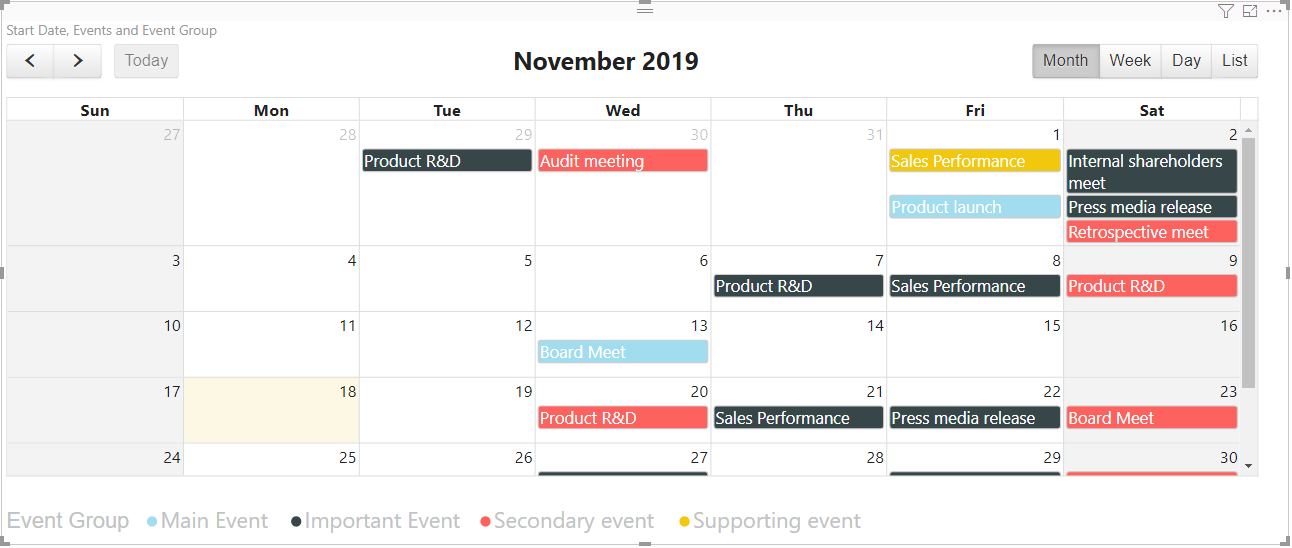 Start Date, Events and Event Group
Today
November 2019
Month Week Day List
Sun Mon Tue Wed Thu Fri Sat
27 28 29 30 31 1 2
Product R&D Audit meeting Sales Performance Internal shareholders
meet
Product launch Press media release
Retrospective meet
3 4 5 6 7 8 9
Product R&D Sales Performance Product R&D
10 11 12 13 14 15 16
Board Meet
17 18 19 20 21 22 23
Product R&D Sales Performance Press media release Board Meet
24 25 26 27 28 29 30
Event Group Main Event Important Event Secondary event Supporting event